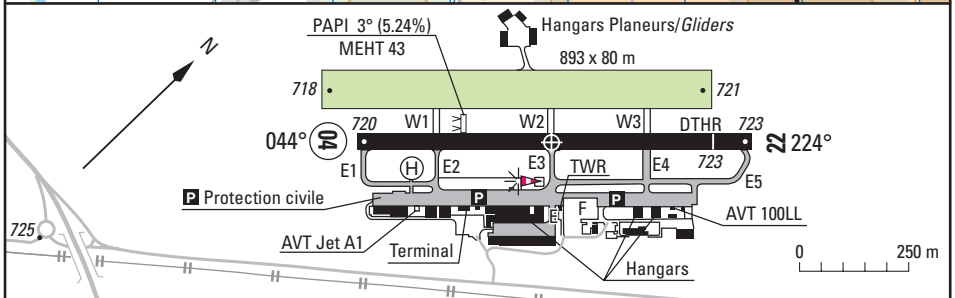 N
PAPI 3° (5.24%)
MEHT 43
Hangars Planeurs/Gliders
893 x 80 m
718
721
720
W1
W2
W3
DTHR
723
044°
04
22
224°
723
E1
H
E2
E3
TWR
E4
E5
P Protection civile
P
P
F
E
725
AVT Jet A1
Terminal
AVT 100LL
Hangars
0
250 m